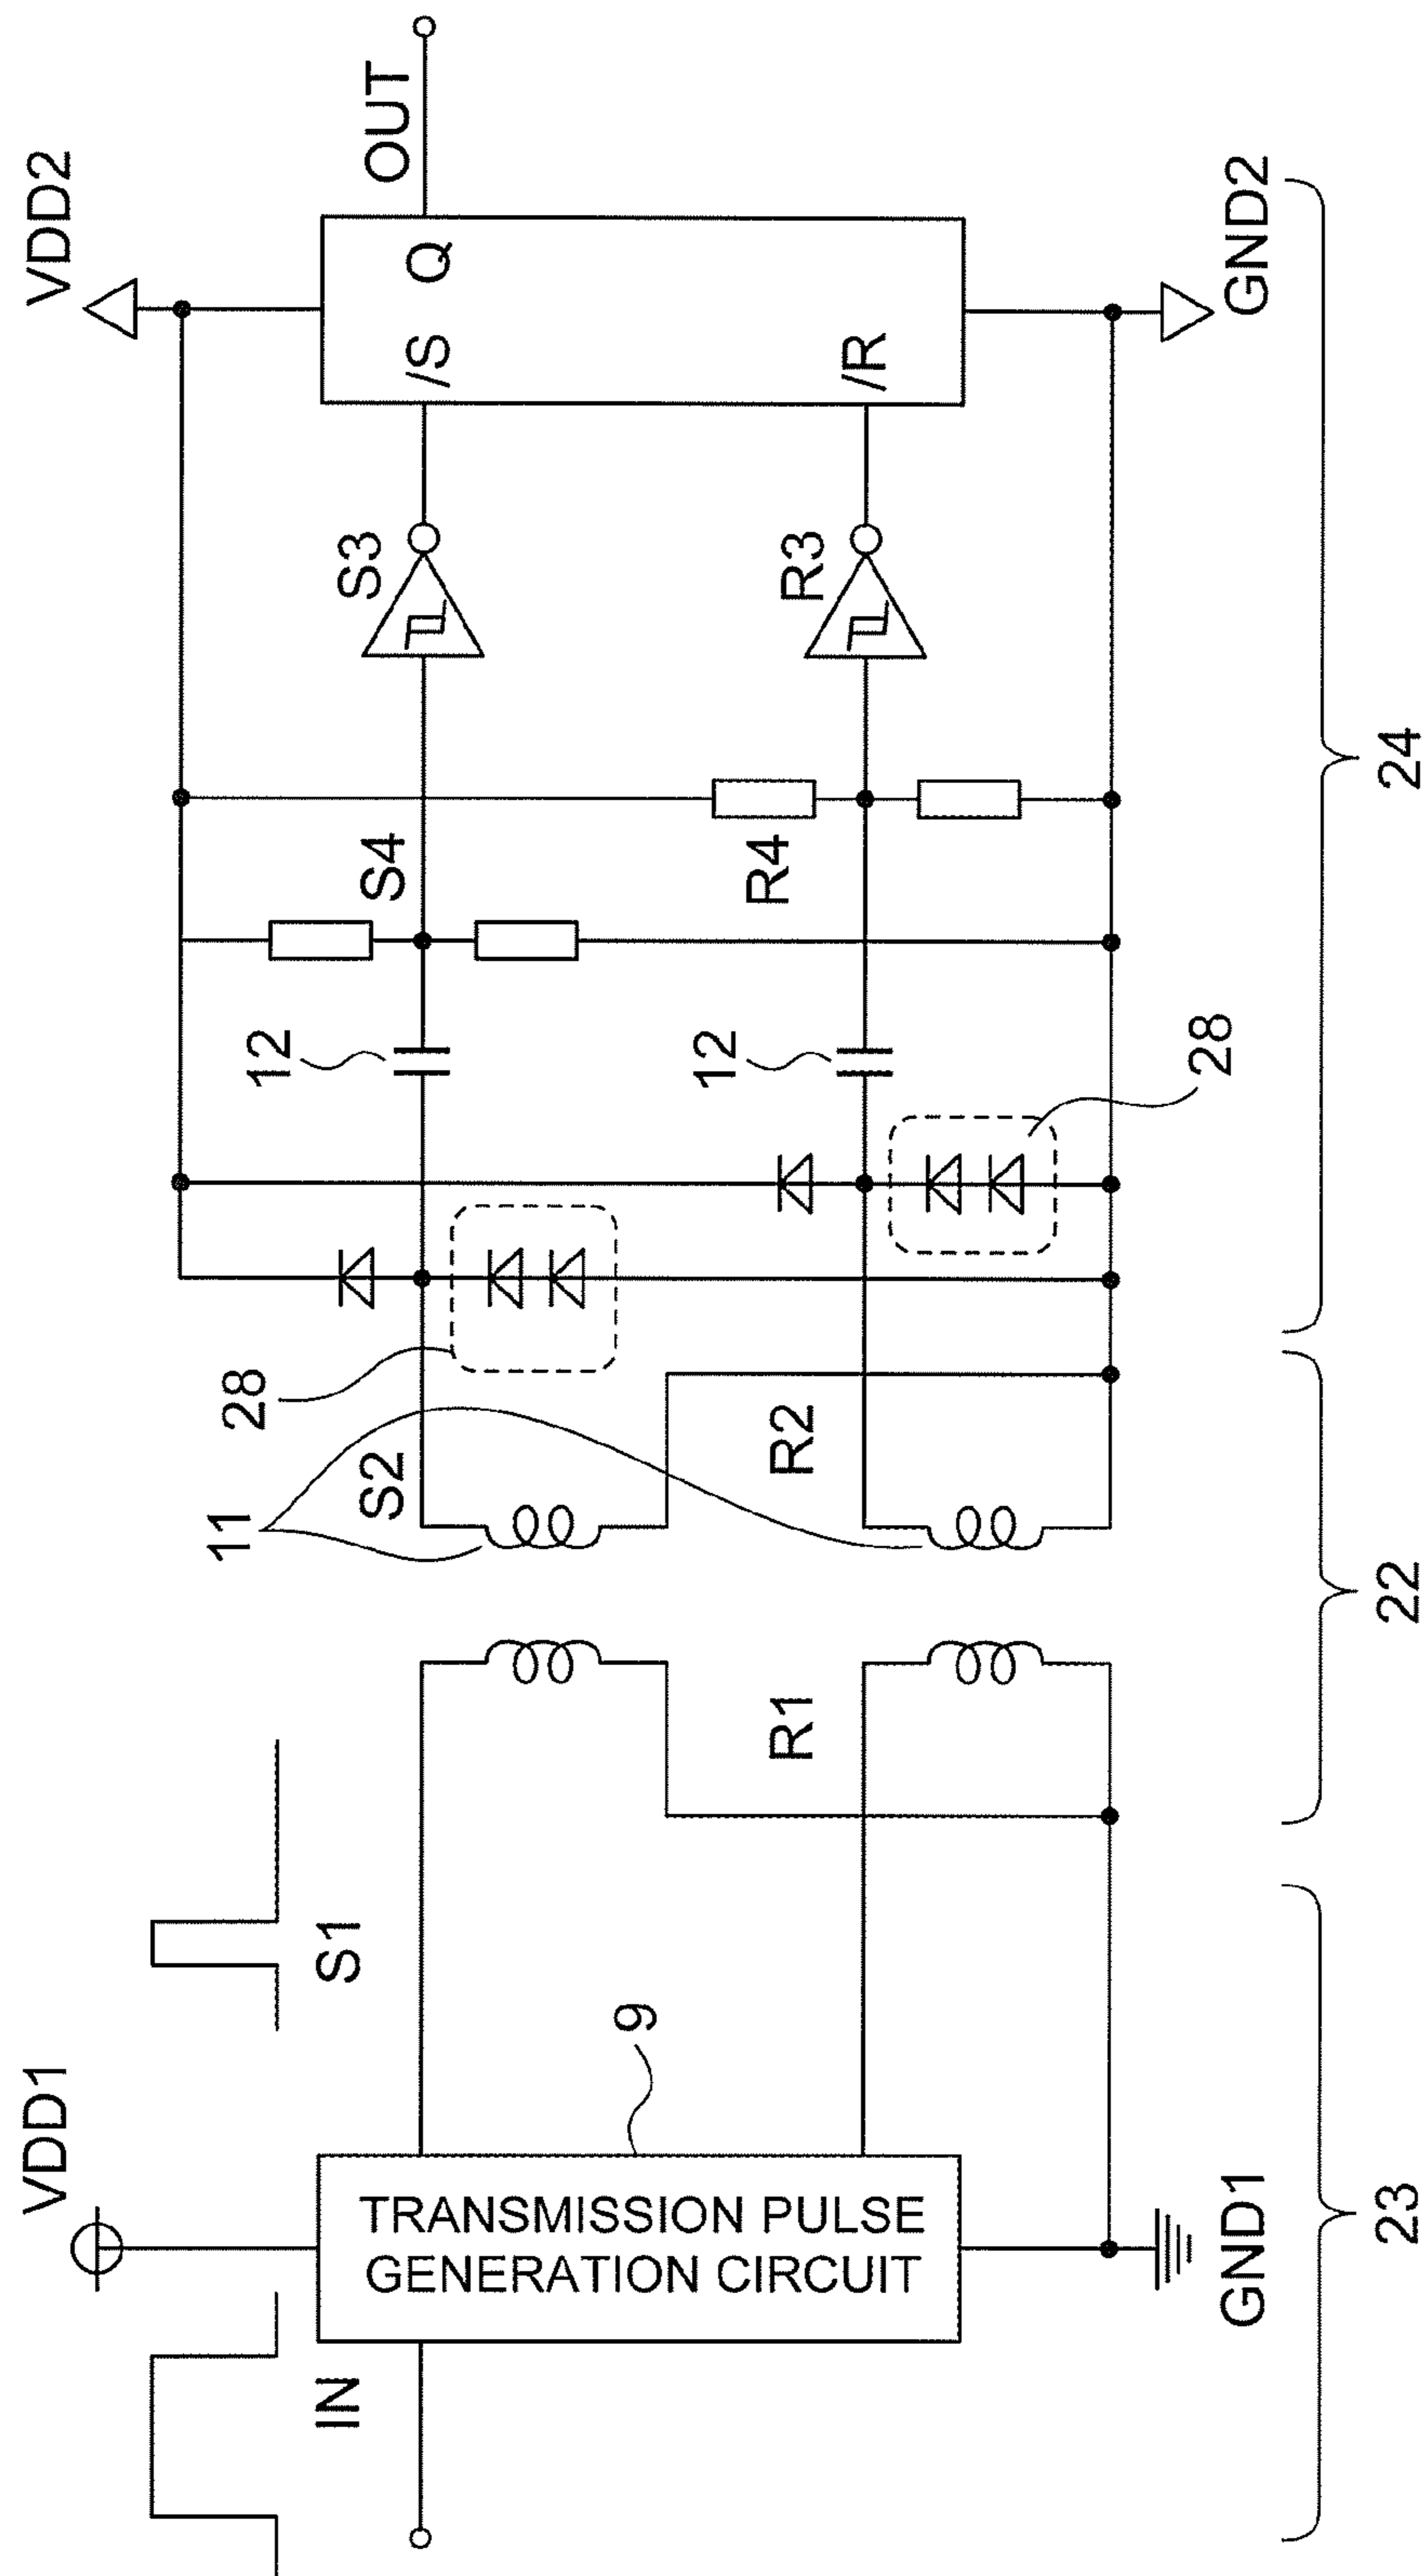 VDD1
VDD2
IN
TRANSMISSION PULSE
GENERATION CIRCUIT
9
S1
R1
11
S2
R2
28
28
12
12
S4
R4
S3
R3
/S
Q
/R
OUT
GND1
GND2
23
22
24